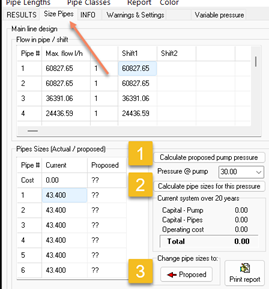 Pipe Lengths Pipe Classes Report Color
RESULTS Size Pipes INFO Warnings & Settings Variable pressure
Main line design
Flow in pipe / shift
Pipe # Max. flow l/h Shift1 Shift2
1 60827.65 1 60827.65
2 60827.65 1 60827.65
3 36391.06 1 36391.06
4 24436.59 1 24436.59
Pipes Sizes (Actual / proposed)
Pipe # Current Proposed
Cost 0.00 ??
1 43.400 ??
2 43.400 ??
3 43.400 ??
4 43.400 ??
5 43.400 ??
6 43.400 ??
1
Calculate proposed pump pressure
Pressure @ pump 30.00
2
Calculate pipe sizes for this pressure
Current system over 20 years
Capital - Pump 0.00
Capital - Pipes 0.00
Operating cost 0.00
Total 0.00
Change pipe sizes to:
3
Proposed
Print report